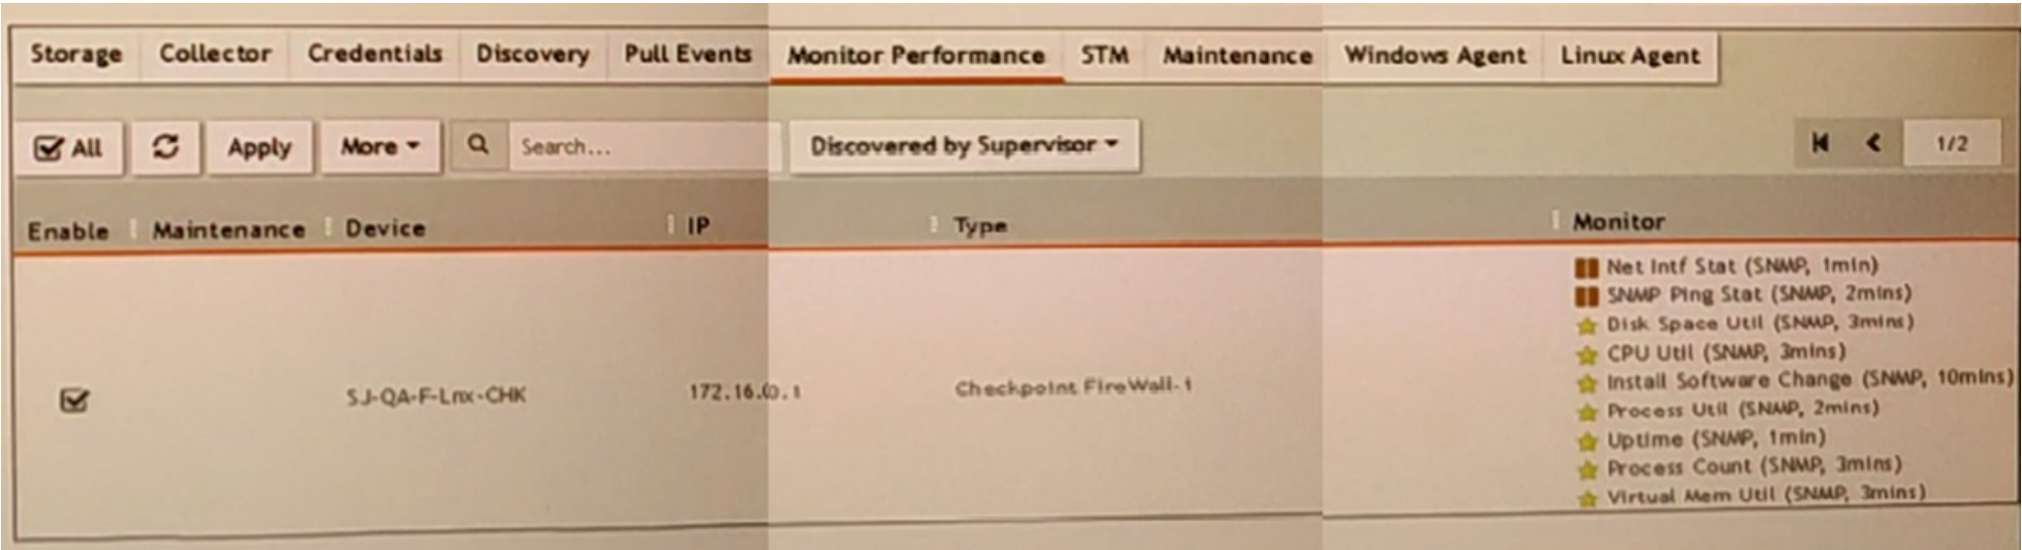 Storage Collector Credentials Discovery Pull Events Monitor Performance STM Maintenance Windows Agent Linux Agent
All Apply More Search... Discovered by Supervisor 1/2
Enable Maintenance Device IP Type Monitor
Net Intf Stat (SNMP, 1min)
SNMP Ping Stat (SNMP, 2mins)
Disk Space Util (SNMP, 3mins)
CPU Util (SNMP, 3mins)
SJ-QA-F-Lnx-CHK 172.16.0.1 Checkpoint FireWall-1 Install Software Change (SNMP, 10mins)
Process Util (SNMP, 2mins)
Uptime (SNMP, 1min)
Process Count (SNMP, 3mins)
Virtual Mem Util (SNMP, 3mins)